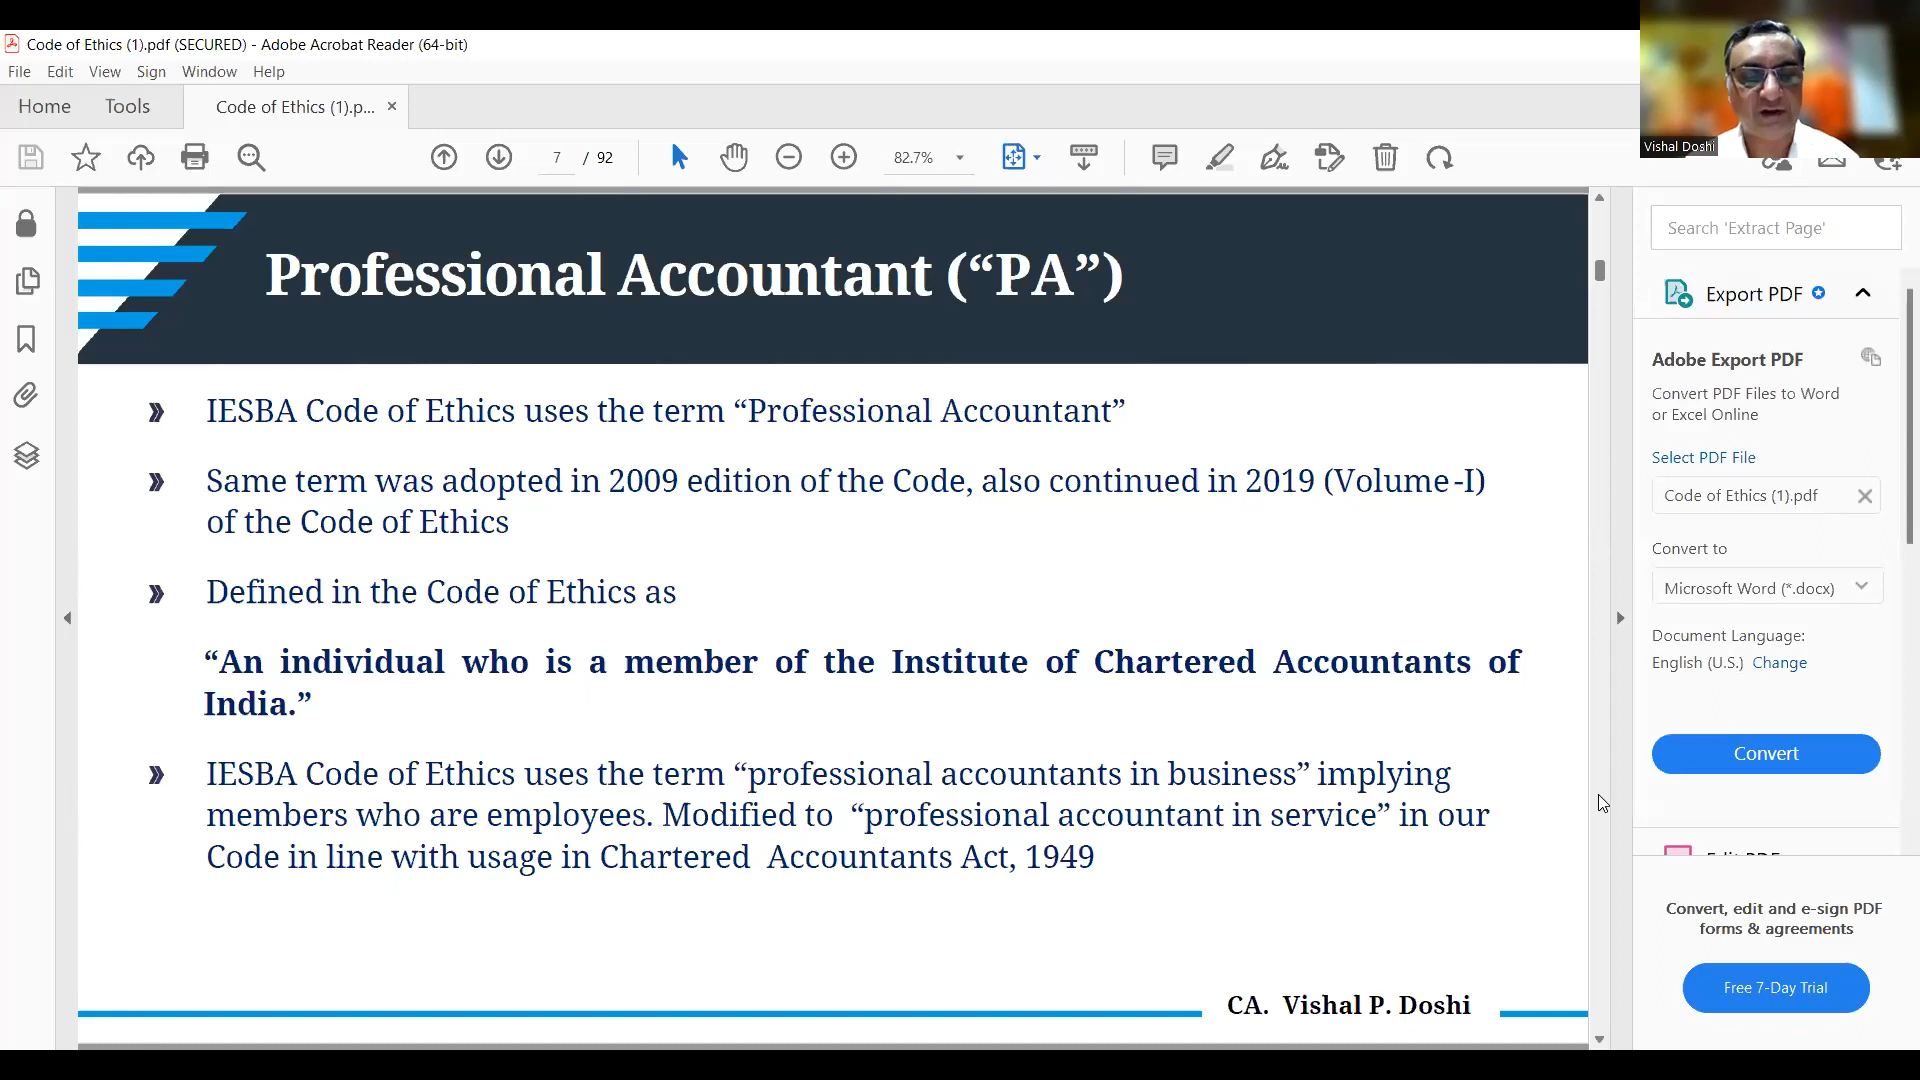 Code of Ethics (1).pdf (SECURED) - Adobe Acrobat Reader (64-bit)
File Edit View Sign Window Help
Home Tools Code of Ethics (1).p... ×
7 / 92 82.7%
Vishal Doshi
Professional Accountant (“PA”)
» IESBA Code of Ethics uses the term “Professional Accountant”
» Same term was adopted in 2009 edition of the Code, also continued in 2019 (Volume-I)
of the Code of Ethics
» Defined in the Code of Ethics as
“An individual who is a member of the Institute of Chartered Accountants of
India.”
» IESBA Code of Ethics uses the term “professional accountants in business” implying
members who are employees. Modified to “professional accountant in service” in our
Code in line with usage in Chartered Accountants Act, 1949
CA. Vishal P. Doshi
Search 'Extract Page'
Export PDF
Adobe Export PDF
Convert PDF Files to Word
or Excel Online
Select PDF File
Code of Ethics (1).pdf
Convert to
Microsoft Word (*.docx)
Document Language:
English (U.S.) Change
Convert
Convert, edit and e-sign PDF
forms & agreements
Free 7-Day Trial